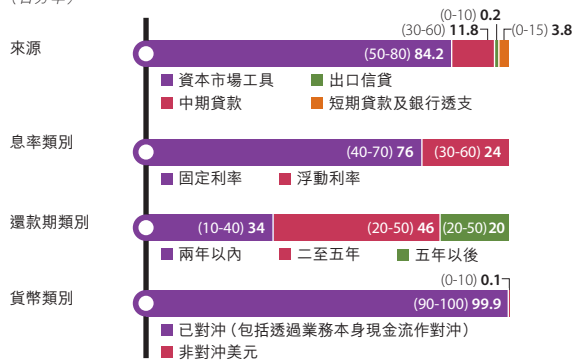 (百分率)
來源
(50-80) 84.2
(30-60) 11.8
(0-10) 0.2
(0-15) 3.8
資本市場工具
出口信貸
中期貸款
短期貸款及銀行透支
息率類別
(40-70) 76
(30-60) 24
固定利率
浮動利率
還款期類別
(10-40) 34
(20-50) 46
(20-50) 20
兩年以內
二至五年
五年以後
貨幣類別
(0-10) 0.1
(90-100) 99.9
已對沖（包括透過業務本身現金流作對沖）
非對沖美元